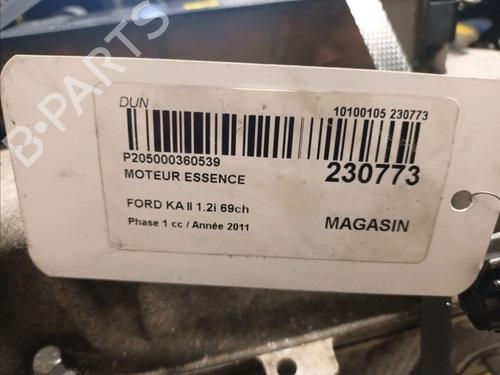 DUN
10100105 230773
P205000360539
MOTEUR ESSENCE
230773
FORD KA II 1.2i 69ch
Phase 1 cc / Année 2011
MAGASIN
B-PARTS